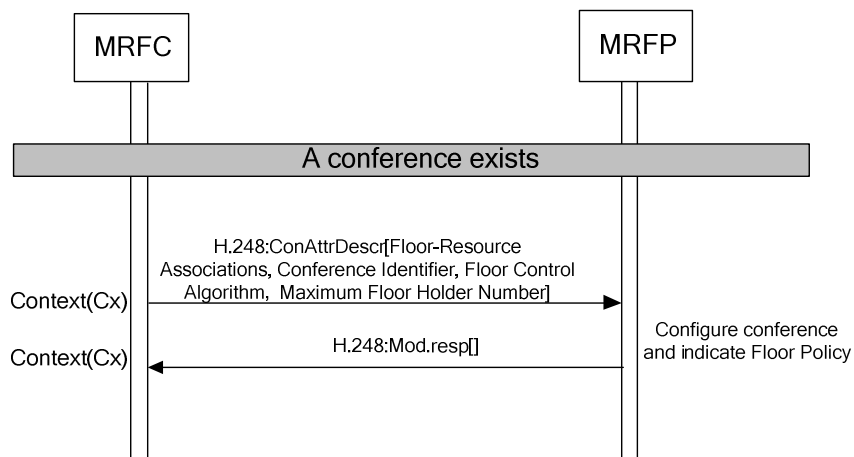 MRFC
MRFP
A conference exists
H.248:ConAttrDescr[Floor-Resource
Associations, Conference Identifier, Floor Control
Algorithm, Maximum Floor Holder Number]
Context(Cx)
Configure conference
and indicate Floor Policy
H.248:Mod.resp[]
Context(Cx)